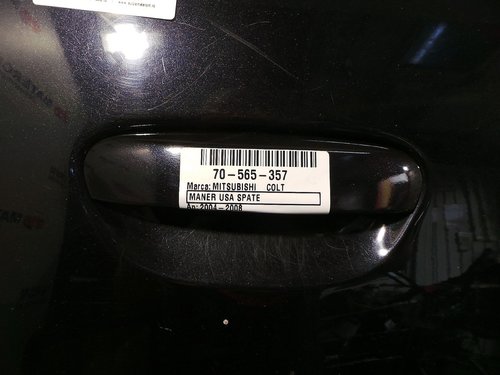 70-565-357
Marca: MITSUBISHI COLT
MANER USA SPATE
An: 2004-2008